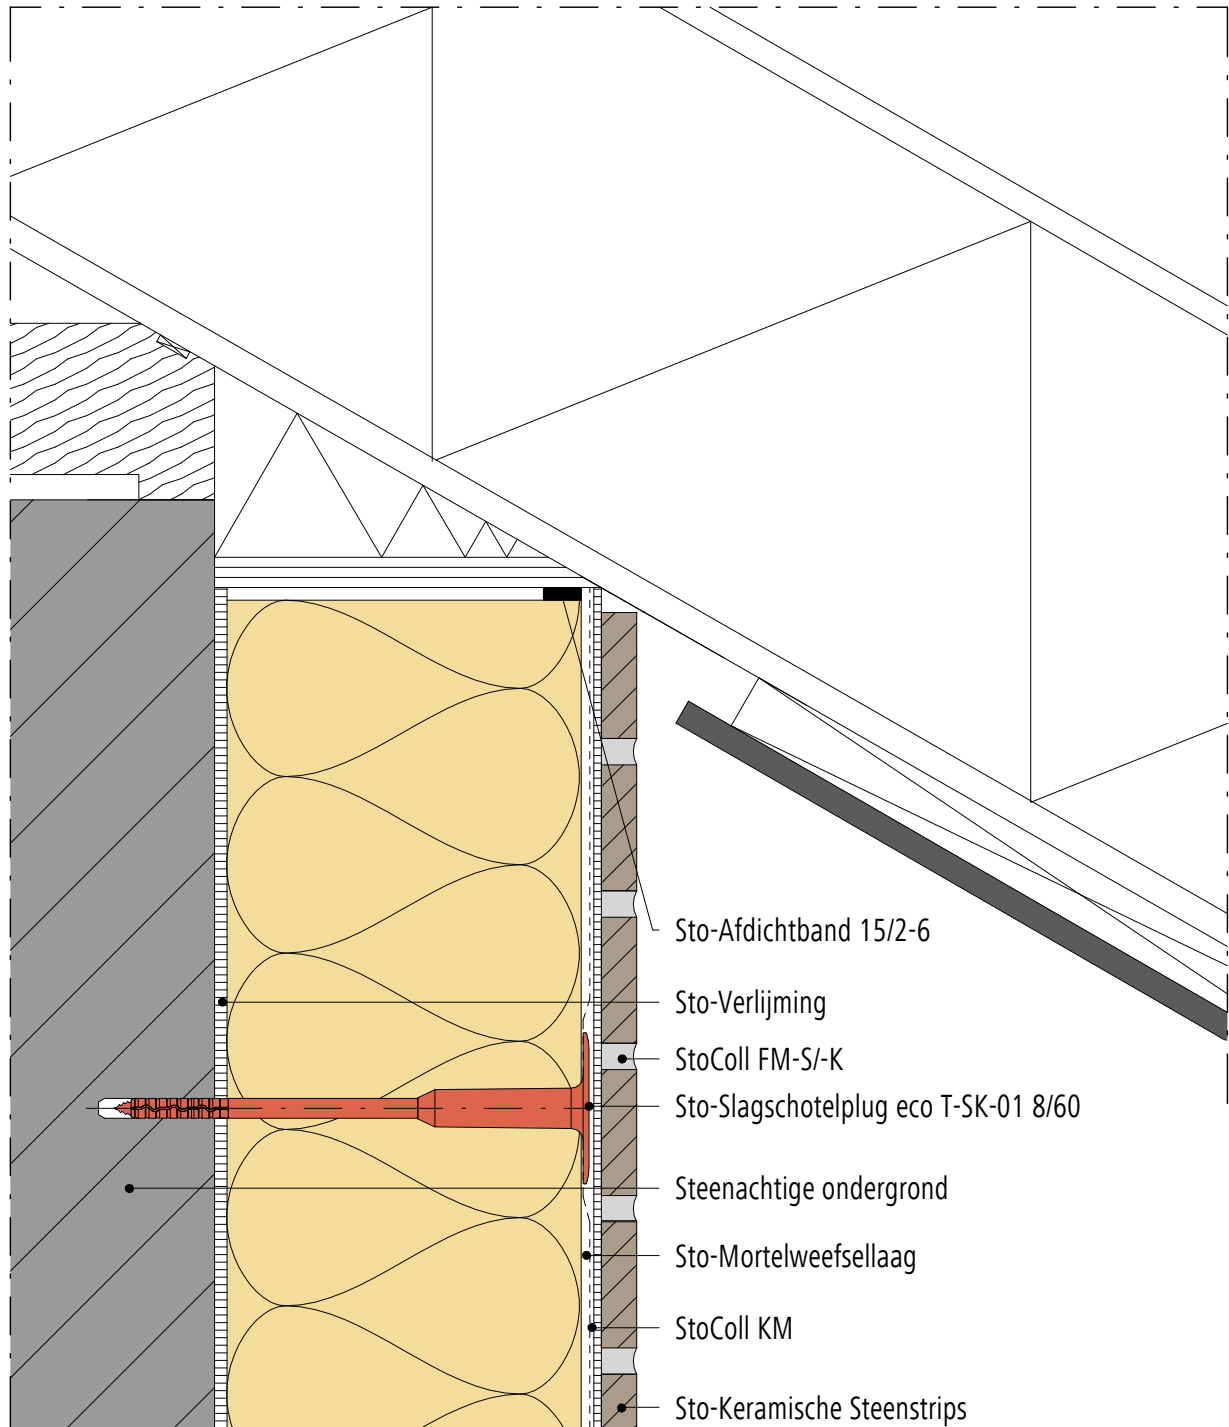 Sto-Afdichtband 15/2-6
Sto-Verlijming
StoColl FM-S/-K
Sto-Slagschotelplug eco T-SK-01 8/60
Steenachtige ondergrond
Sto-Mortelweefsellaag
StoColl KM
Sto-Keramische Steenstrips